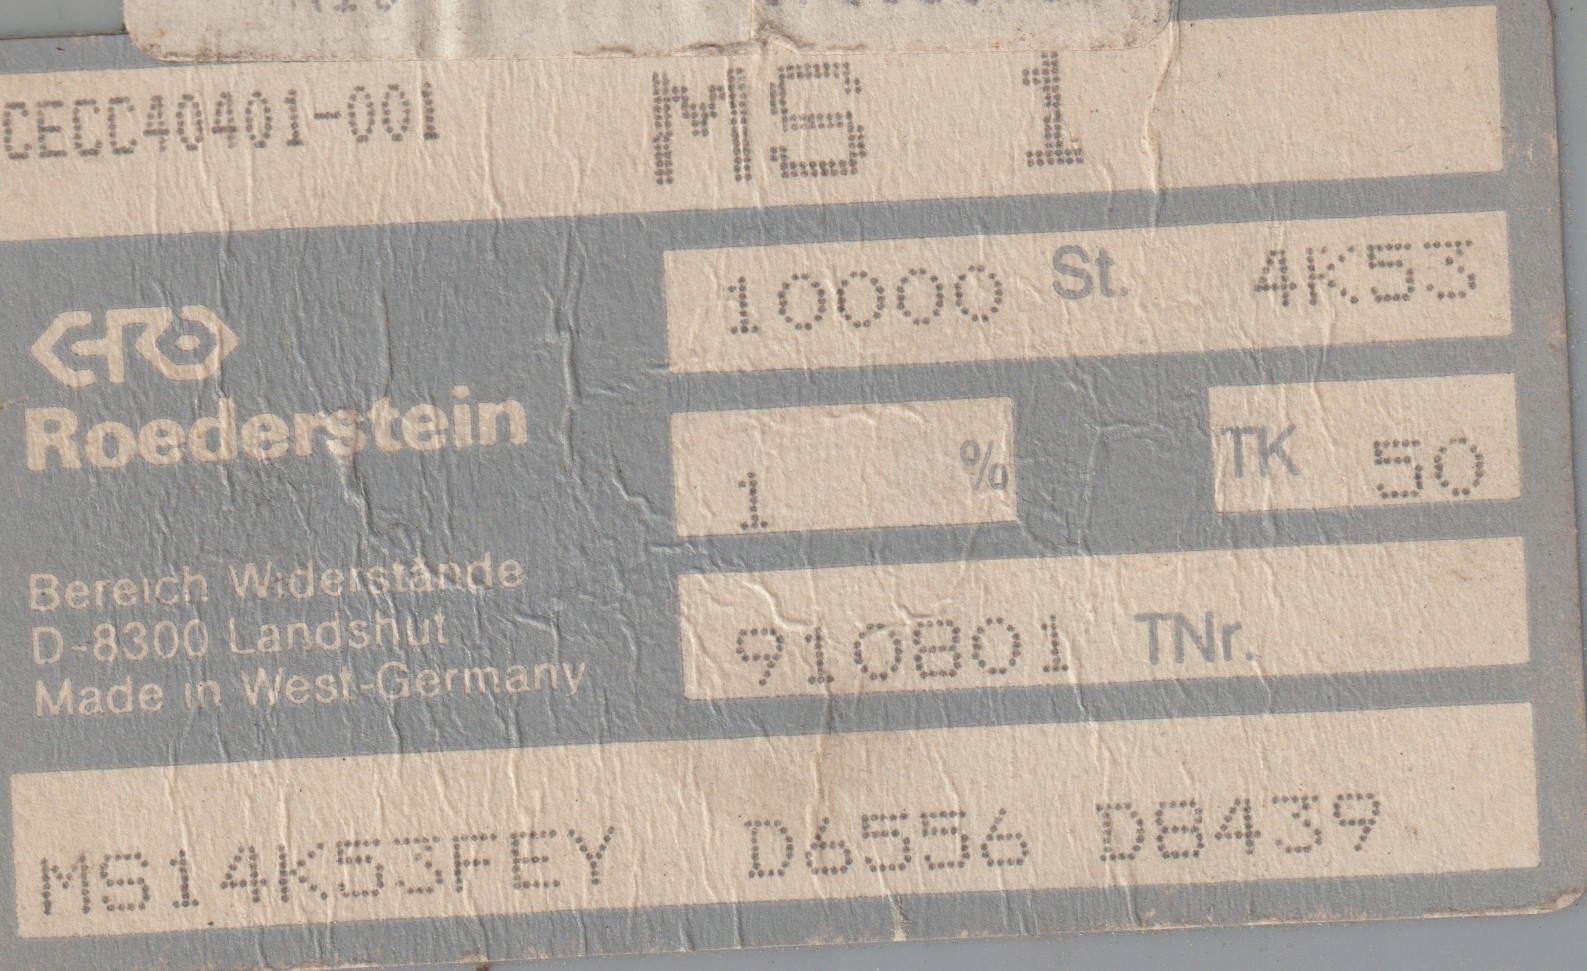 CECC40401-001 MS 1
10000 St. 4K53
ERO
Roederstein
1 % TK 50
Bereich Widerstände
D-8300 Landshut
Made in West-Germany
910801 TNr.
MS14K53FEY D6556 D8439